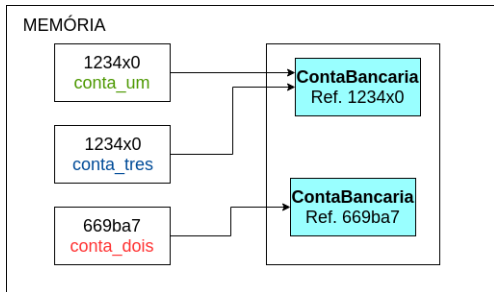 MEMÓRIA
1234x0
conta_um
1234x0
conta_tres
669ba7
conta_dois
ContaBancaria
Ref. 1234x0
ContaBancaria
Ref. 669ba7